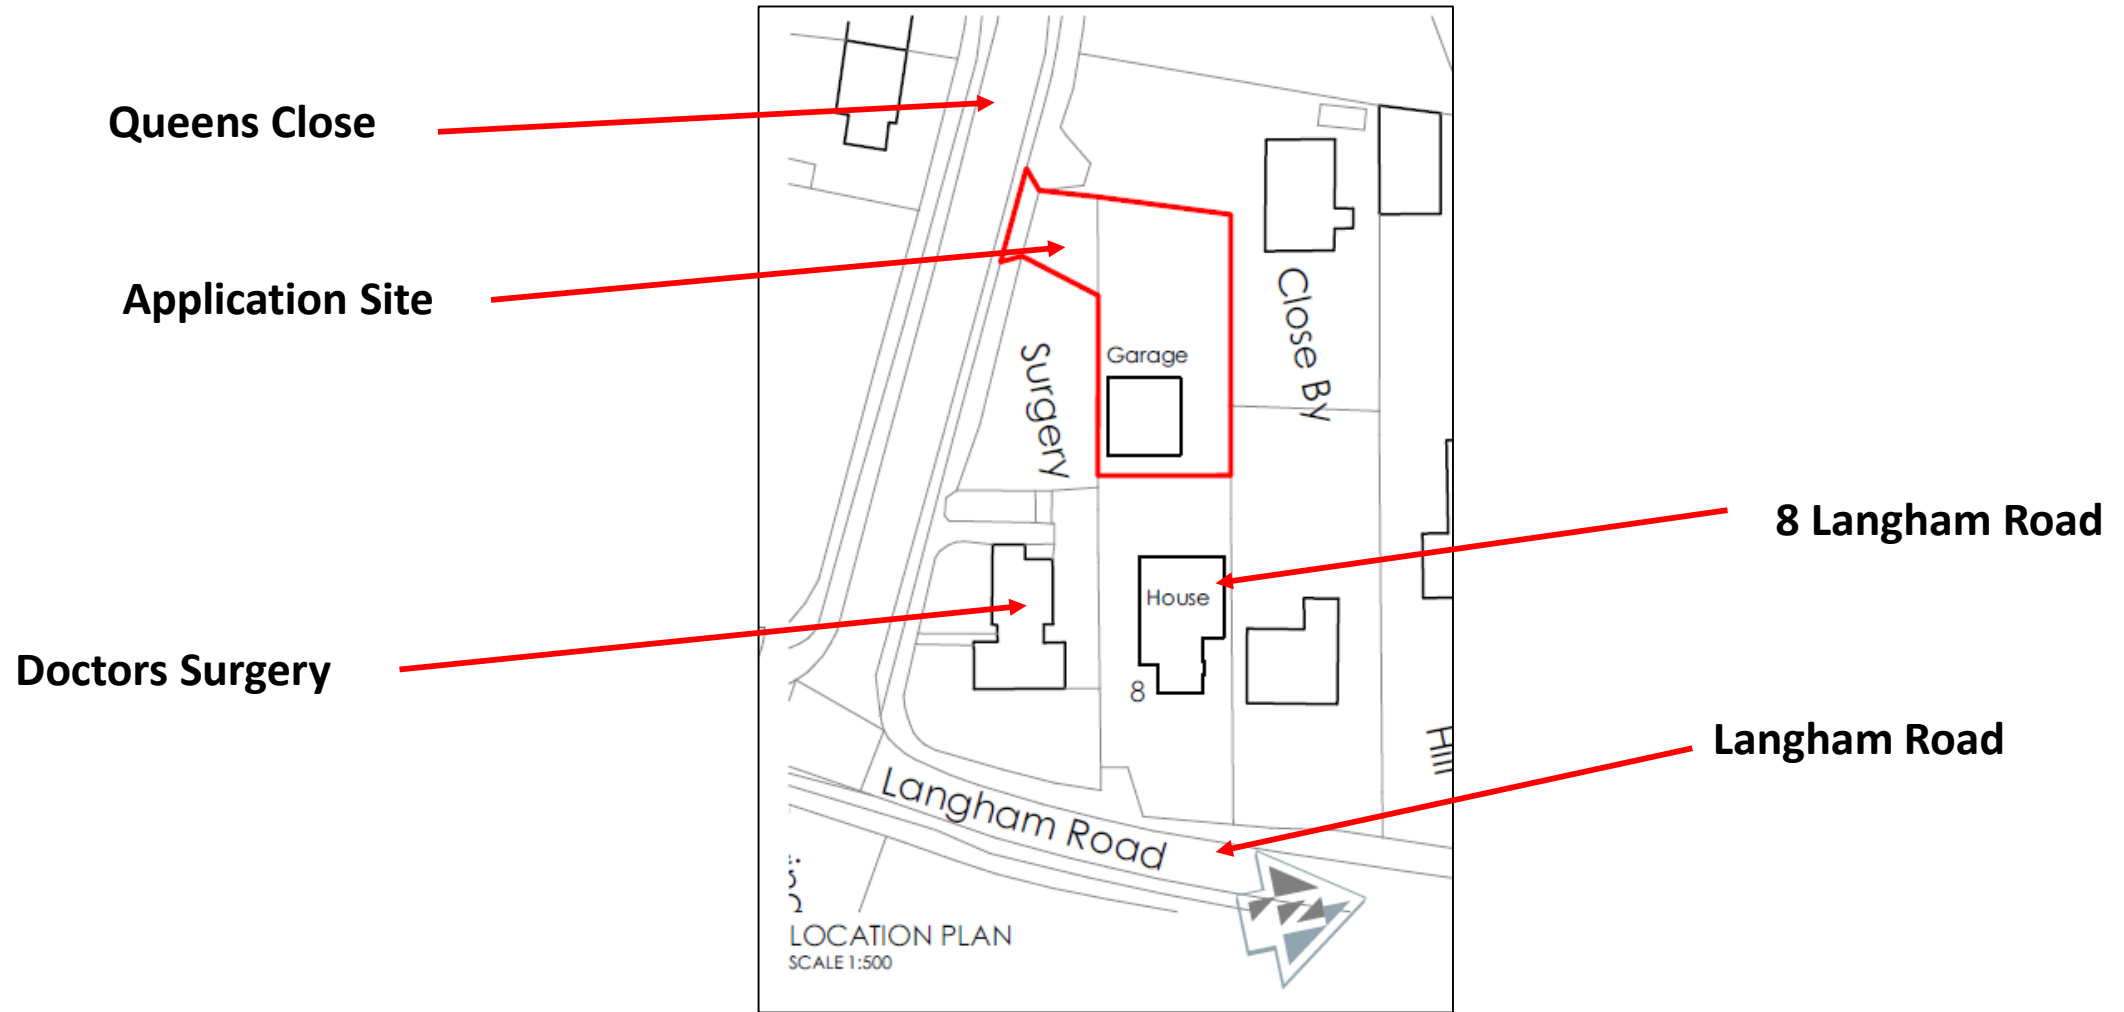 Queens Close
Application Site
Doctors Surgery
Garage
Close By
Surgery
House
8
8 Langham Road
Langham Road
Hill
Langham Road
LOCATION PLAN
SCALE 1:500